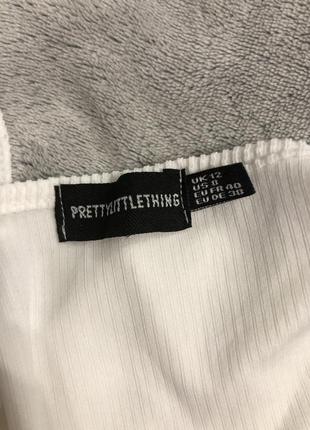 PRETTYLITTLETHING
UK 12
US 8
EU FR 40
EU DE 38